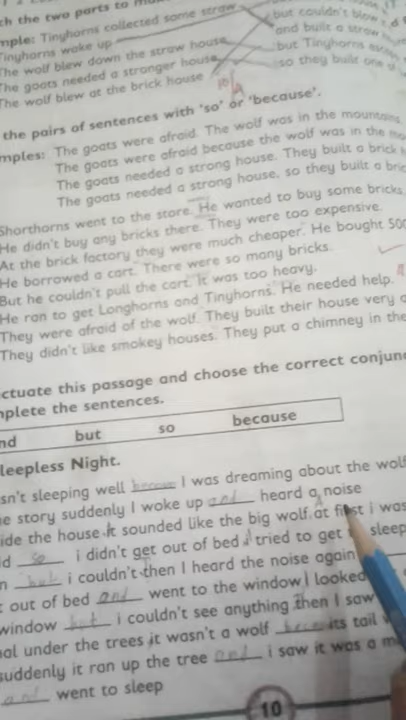 ch the two parts to
mple: Tinyhorns collected some straw
Tinyhorns woke up
The wolf blew down the straw house
The goats needed a stronger house
The wolf blew at the brick house
but couldn't blow
and built a straw house
but Tinyhorns
so they built one
the pairs of sentences with 'so' or 'because'.
mples: The goats were afraid. The wolf was in the mountains
The goats were afraid because the wolf was in the mo
The goats needed a strong house. They built a brick
The goats needed a strong house, so they built a bric
Shorthorns went to the store. He wanted to buy some bricks
He didn't buy any bricks there. They were too expensive.
At the brick factory they were much cheaper. He bought 500
He borrowed a cart. There were so many bricks.
But he couldn't pull the cart. It was too heavy.
He ran to get Longhorns and Tinyhorns. He needed help.
They were afraid of the wolf. They built their house very
They didn't like smokey houses. They put a chimney in the
ctuate this passage and choose the correct conjun
mplete the sentences.
nd but so because
leepless Night.
sn't sleeping well because I was dreaming about the wolf
e story suddenly I woke up and heard a noise
ide the house it sounded like the big wolf at first i was
d so i didn't get out of bed I tried to get sleep
n but i couldn't then I heard the noise again
t out of bed and went to the window I looked
window but i couldn't see anything then I saw
al under the trees it wasn't a wolf its tail
suddenly it ran up the tree and i saw it was a m
and went to sleep
10